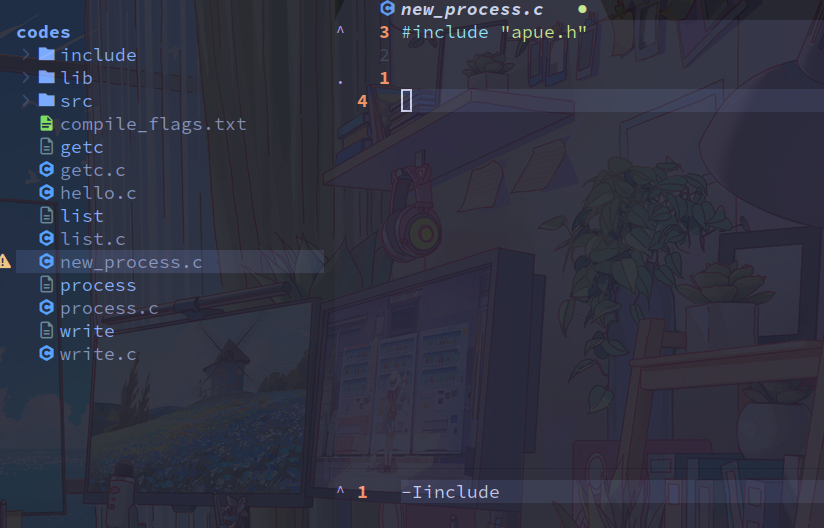 codes
include
lib
src
compile_flags.txt
getc
getc.c
hello.c
list
list.c
new_process.c
process
process.c
write
write.c
new_process.c
^ 3 #include "apue.h"
2
. 1
4
^ 1 -Iinclude